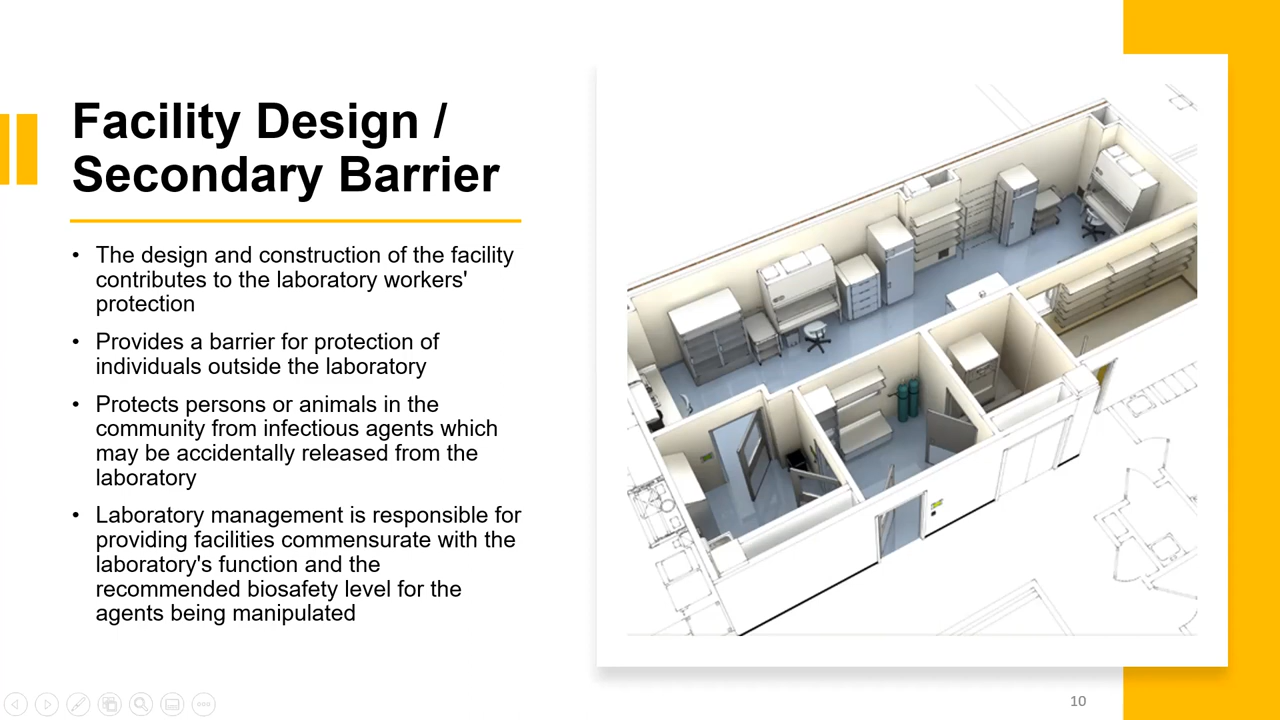 Facility Design /
Secondary Barrier
• The design and construction of the facility
contributes to the laboratory workers'
protection
• Provides a barrier for protection of
individuals outside the laboratory
• Protects persons or animals in the
community from infectious agents which
may be accidentally released from the
laboratory
• Laboratory management is responsible for
providing facilities commensurate with the
laboratory's function and the
recommended biosafety level for the
agents being manipulated
10